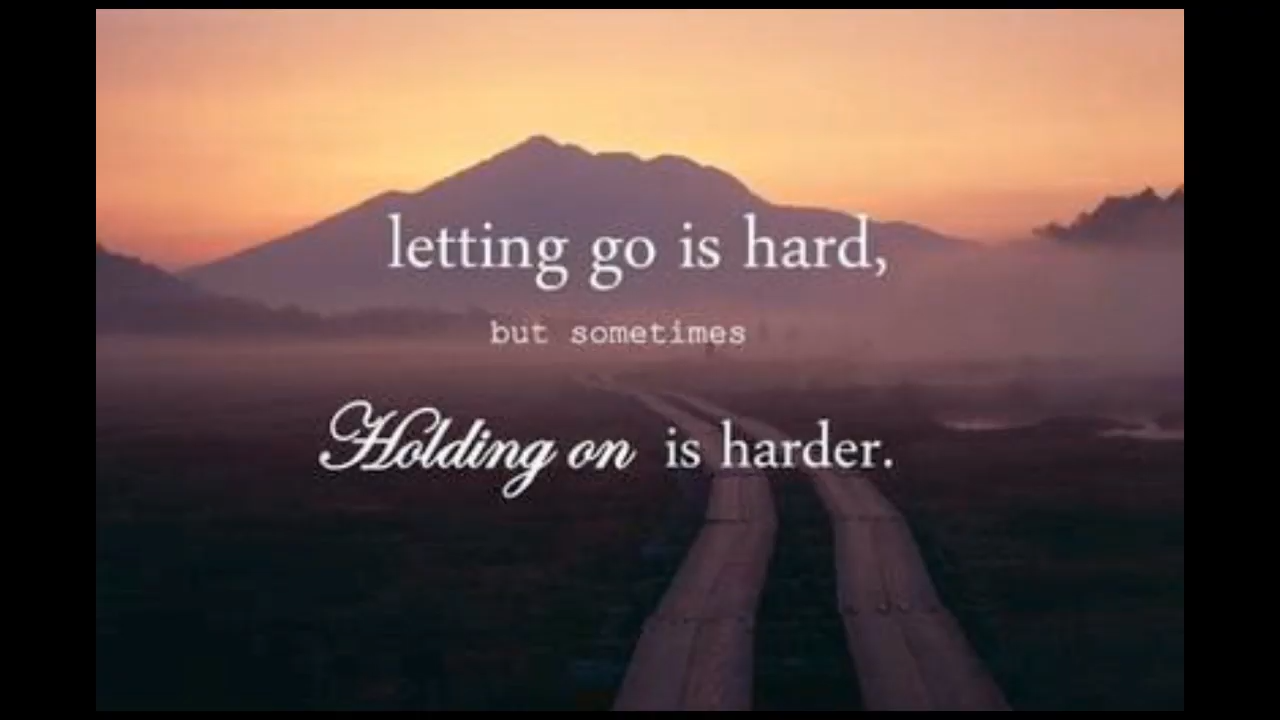 letting go is hard,
but sometimes
Holding on is harder.